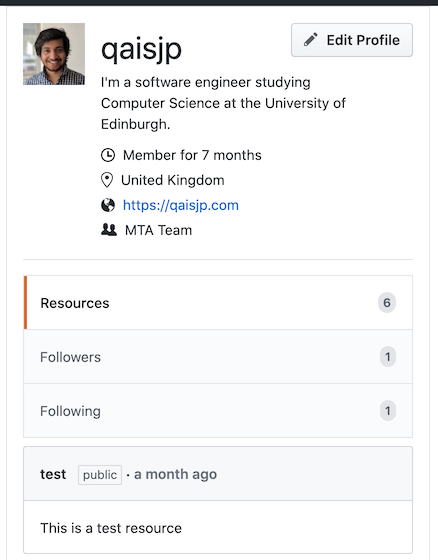 qaisjp
Edit Profile
I'm a software engineer studying
Computer Science at the University of
Edinburgh.
Member for 7 months
United Kingdom
https://qaisjp.com
MTA Team
Resources 6
Followers 1
Following 1
test public · a month ago
This is a test resource